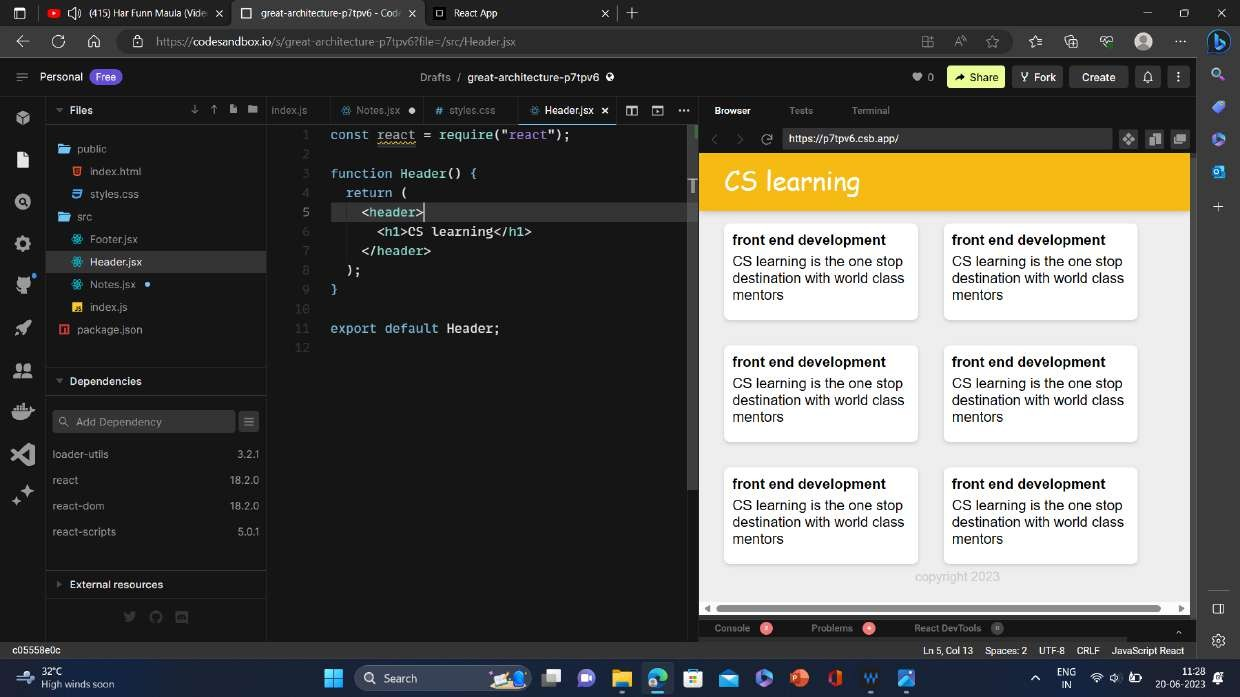 (415) Har Funn Maula (Vide
great-architecture-p7tpv6 - Code
React App
https://codesandbox.io/s/great-architecture-p7tpv6?file=/src/Header.jsx
Personal Free
Drafts / great-architecture-p7tpv6
0
Share
Fork
Create
Files
public
index.html
styles.css
src
Footer.jsx
Header.jsx
Notes.jsx
index.js
package.json
Dependencies
Add Dependency
loader-utils 3.2.1
react 18.2.0
react-dom 18.2.0
react-scripts 5.0.1
External resources
index.js
Notes.jsx
styles.css
Header.jsx
1 const react = require("react");
2
3 function Header() {
4 return (
5 <header>
6 <h1>CS learning</h1>
7 </header>
8 );
9 }
10
11 export default Header;
12
Browser Tests Terminal
https://p7tpv6.csb.app/
CS learning
front end development
CS learning is the one stop
destination with world class
mentors
front end development
CS learning is the one stop
destination with world class
mentors
front end development
CS learning is the one stop
destination with world class
mentors
front end development
CS learning is the one stop
destination with world class
mentors
front end development
CS learning is the one stop
destination with world class
mentors
front end development
CS learning is the one stop
destination with world class
mentors
copyright 2023
Console
Problems
React DevTools 0
c05558e0c
Ln 5, Col 13 Spaces: 2 UTF-8 CRLF JavaScript React
32°C
High winds soon
Search
ENG
IN
11:28
20-06-2023